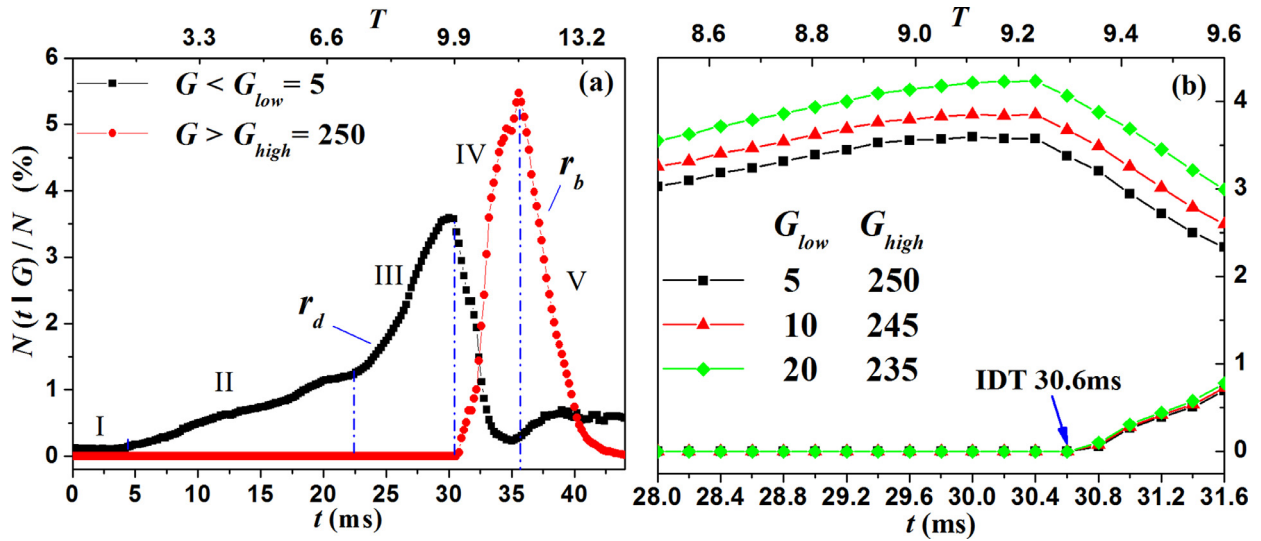 T
3.3 6.6 9.9 13.2
6
5
4
3
2
1
0
N (t | G) / N (%)
G < Glow = 5
G > Ghigh = 250
(a)
IV
rb
III
V
rd
II
I
0 5 10 15 20 25 30 35 40
t (ms)
T
8.6 8.8 9.0 9.2 9.4 9.6
(b)
4
3
2
1
0
Glow Ghigh
5 250
10 245
20 235
IDT 30.6ms
28.0 28.4 28.8 29.2 29.6 30.0 30.4 30.8 31.2 31.6
t (ms)